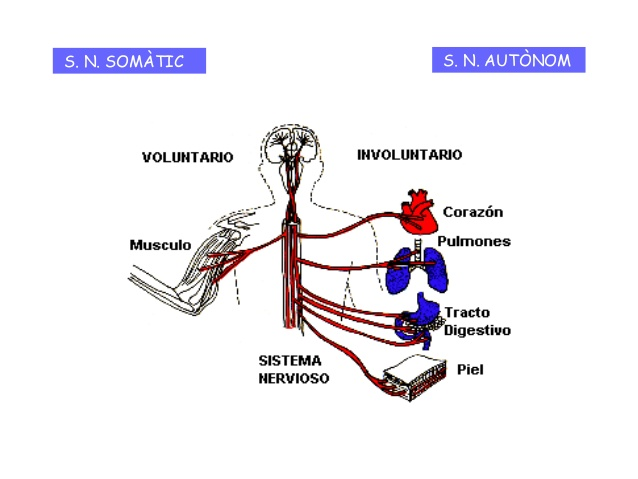 S. N. SOMÀTIC
S. N. AUTÒNOM
VOLUNTARIO
INVOLUNTARIO
Corazón
Musculo
Pulmones
Tracto
Digestivo
SISTEMA
NERVIOSO
Piel